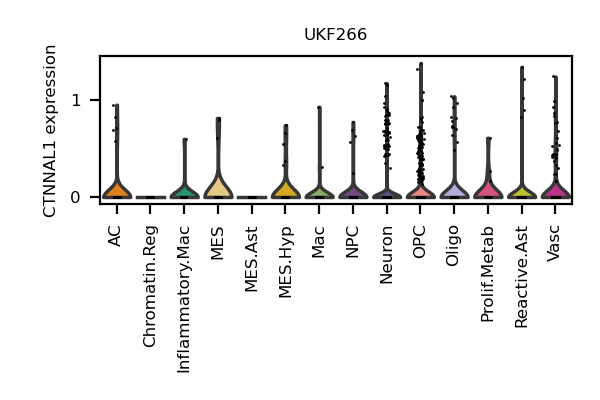 UKF266
CTNNAL1 expression
1
0
AC
Chromatin.Reg
Inflammatory.Mac
MES
MES.Ast
MES.Hyp
Mac
NPC
Neuron
OPC
Oligo
Prolif.Metab
Reactive.Ast
Vasc